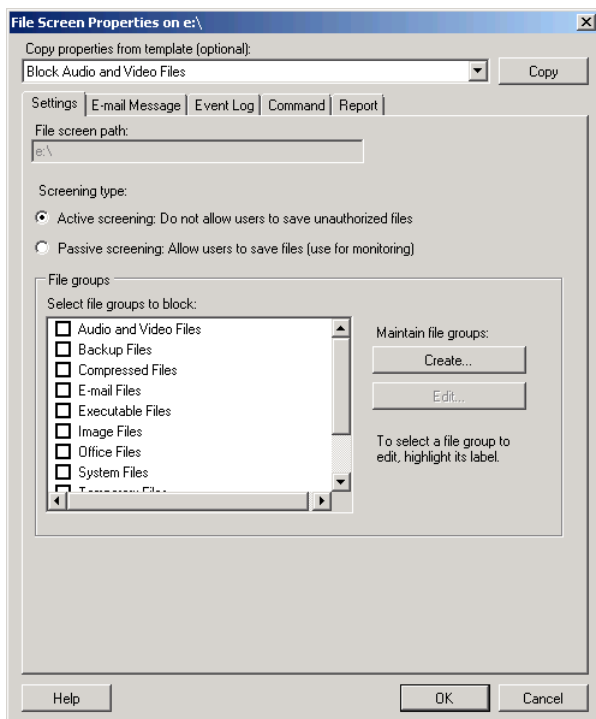 File Screen Properties on e:\
Copy properties from template (optional):
Block Audio and Video Files
Copy
Settings
E-mail Message
Event Log
Command
Report
File screen path:
e:\
Screening type:
Active screening: Do not allow users to save unauthorized files
Passive screening: Allow users to save files (use for monitoring)
File groups
Select file groups to block:
Audio and Video Files
Backup Files
Compressed Files
E-mail Files
Executable Files
Image Files
Office Files
System Files
Temporary Files
Maintain file groups:
Create...
Edit...
To select a file group to
edit, highlight its label.
Help
OK
Cancel